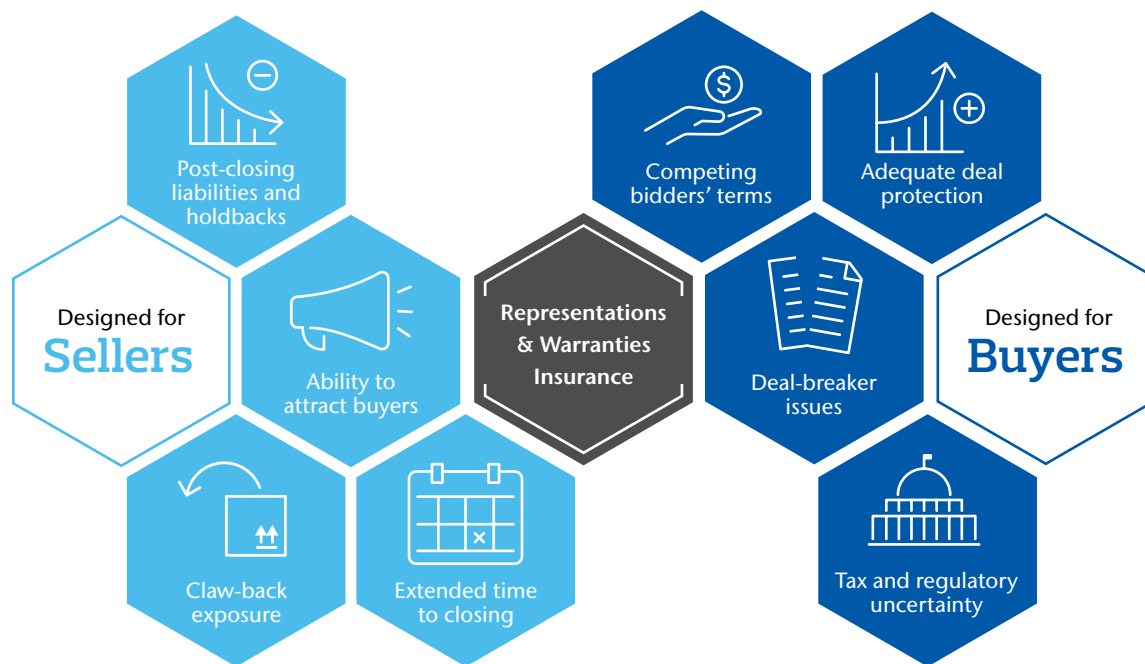 Post-closing
liabilities and
holdbacks
Designed for
Sellers
Ability to
attract buyers
Claw-back
exposure
Extended time
to closing
Representations
& Warranties
Insurance
$
Competing
bidders’ terms
Adequate deal
protection
Deal-breaker
issues
Designed for
Buyers
Tax and regulatory
uncertainty